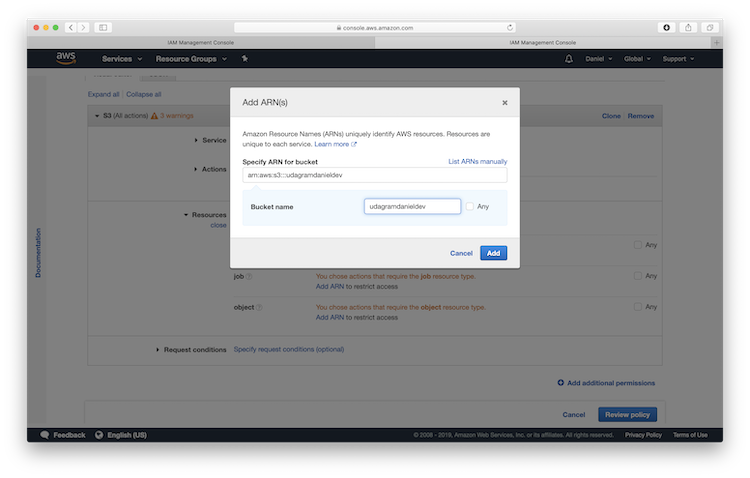 console.aws.amazon.com
IAM Management Console
IAM Management Console
aws
Services
Resource Groups
Daniel
Global
Support
Expand all | Collapse all
S3 (All actions) 3 warnings
Clone | Remove
Service
Actions
Resources
close
Documentation
Add ARN(s)
Amazon Resource Names (ARNs) uniquely identify AWS resources. Resources are
unique to each service. Learn more
Specify ARN for bucket
List ARNs manually
arn:aws:s3:::udagramdanieldev
Bucket name
udagramdanieldev
Any
Cancel
Add
Any
job
You chose actions that require the job resource type.
Add ARN to restrict access
Any
object
You chose actions that require the object resource type.
Add ARN to restrict access
Any
Request conditions
Specify request conditions (optional)
Add additional permissions
Cancel
Review policy
Feedback
English (US)
© 2008 - 2019, Amazon Web Services, Inc. or its affiliates. All rights reserved.
Privacy Policy
Terms of Use